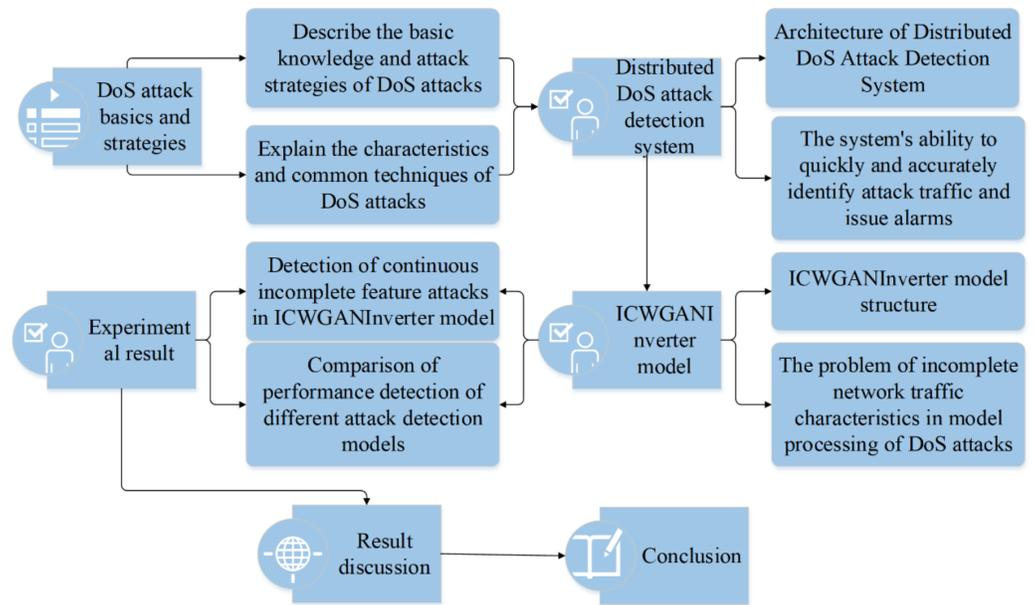 DoS attack
basics and
strategies
Describe the basic
knowledge and attack
strategies of DoS attacks
Explain the characteristics
and common techniques of
DoS attacks
Distributed
DoS attack
detection
system
Architecture of Distributed
DoS Attack Detection
System
The system's ability to
quickly and accurately
identify attack traffic and
issue alarms
ICWGANI
nverter
model
ICWGANInverter model
structure
The problem of incomplete
network traffic
characteristics in model
processing of DoS attacks
Detection of continuous
incomplete feature attacks
in ICWGANInverter model
Comparison of
performance detection of
different attack detection
models
Experiment
al result
Result
discussion
Conclusion